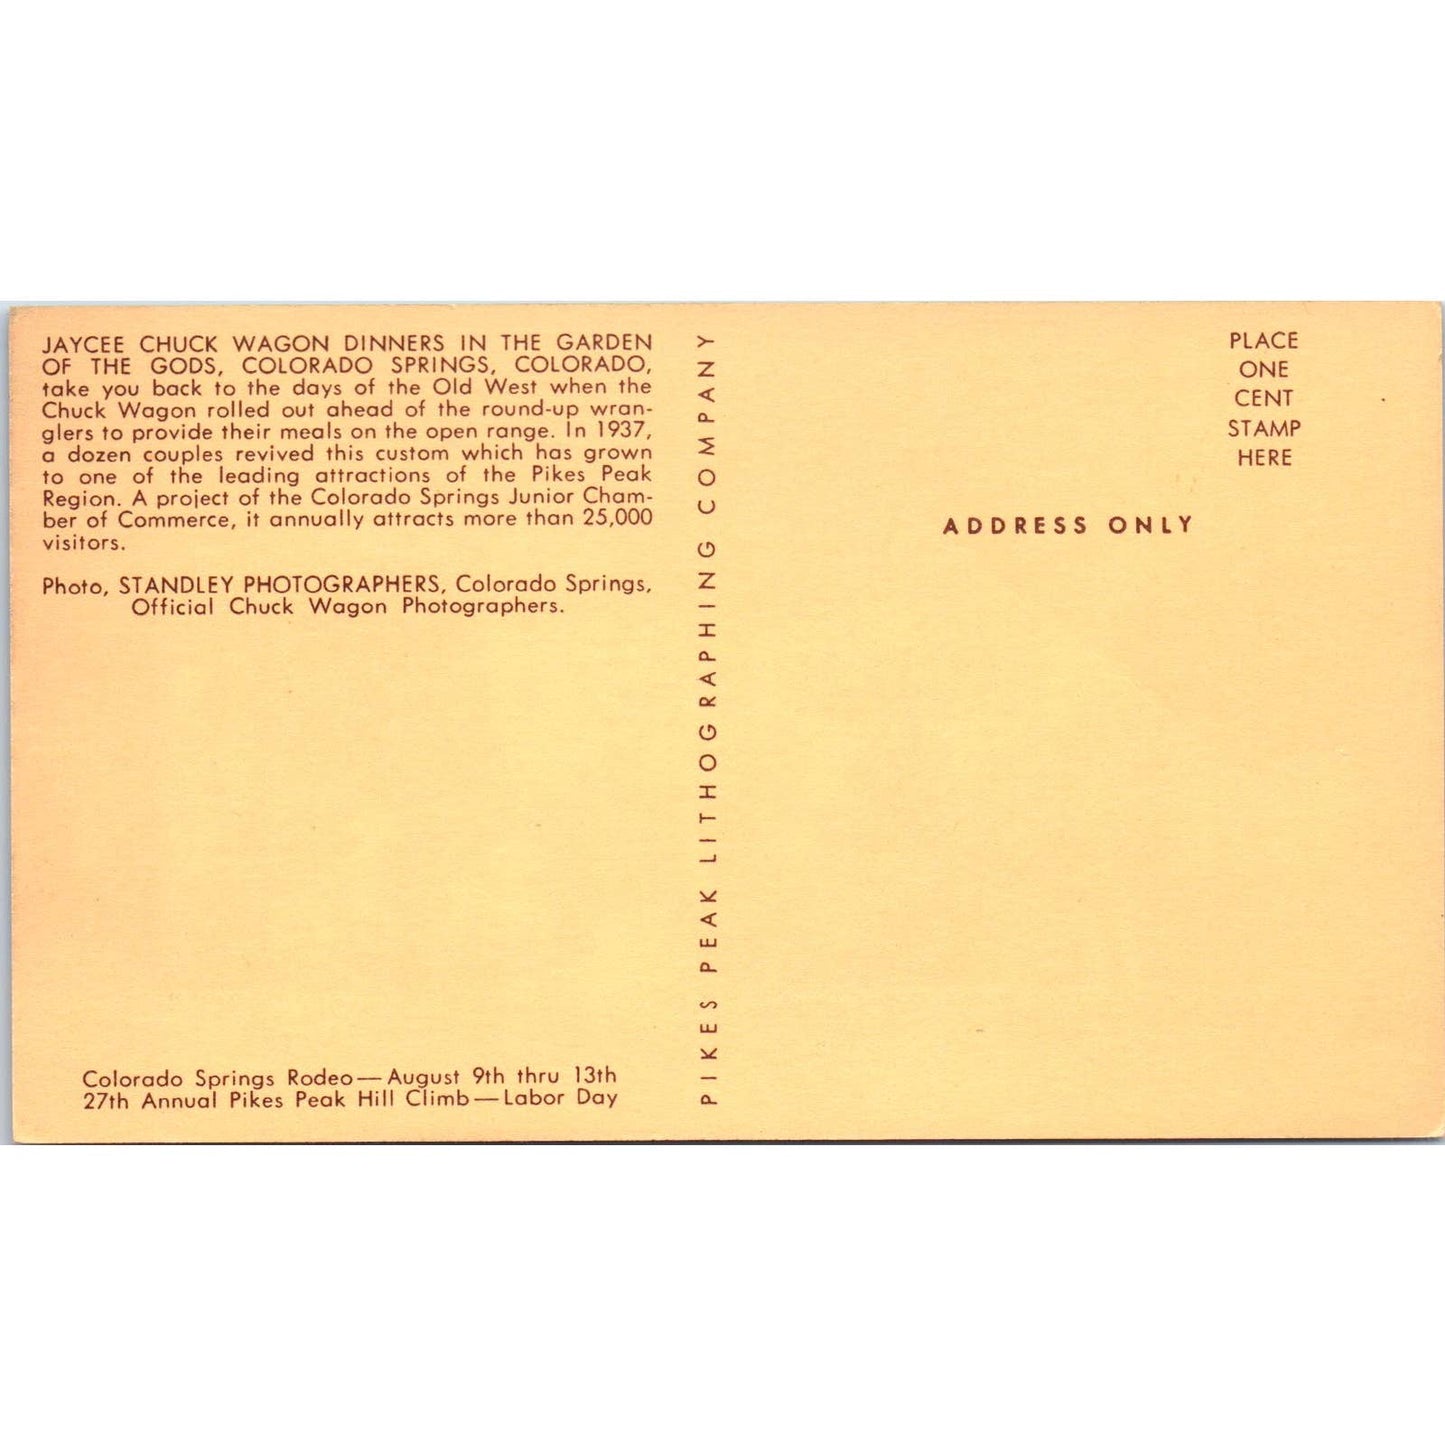 JAYCEE CHUCK WAGON DINNERS IN THE GARDEN
OF THE GODS, COLORADO SPRINGS, COLORADO,
take you back to the days of the Old West when the
Chuck Wagon rolled out ahead of the round-up wran-
glers to provide their meals on the open range. In 1937,
a dozen couples revived this custom which has grown
to one of the leading attractions of the Pikes Peak
Region. A project of the Colorado Springs Junior Cham-
ber of Commerce, it annually attracts more than 25,000
visitors.
Photo, STANDLEY PHOTOGRAPHERS, Colorado Springs,
Official Chuck Wagon Photographers.
Colorado Springs Rodeo—August 9th thru 13th
27th Annual Pikes Peak Hill Climb—Labor Day
PIKES PEAK LITHOGRAPHING COMPANY
PLACE
ONE
CENT
STAMP
HERE
ADDRESS ONLY